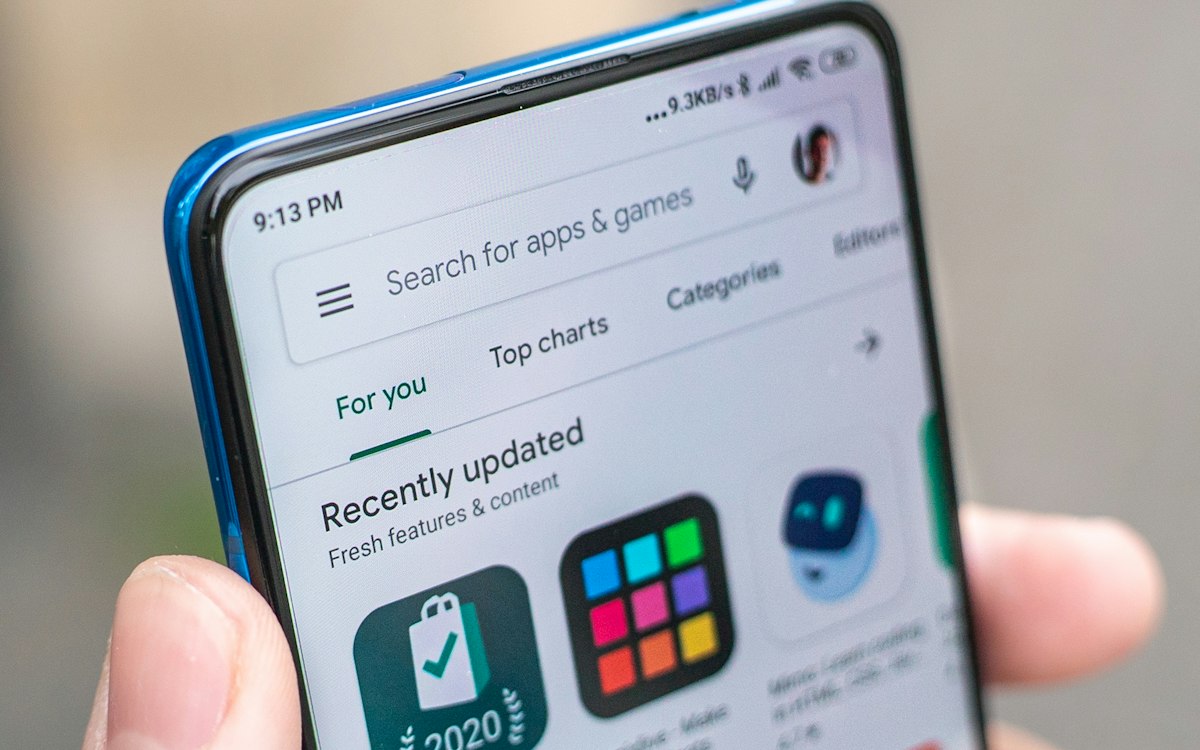 9:13 PM ...9.3KB/s
Search for apps & games
For you Top charts Categories Editors
Recently updated
Fresh features & content
2020